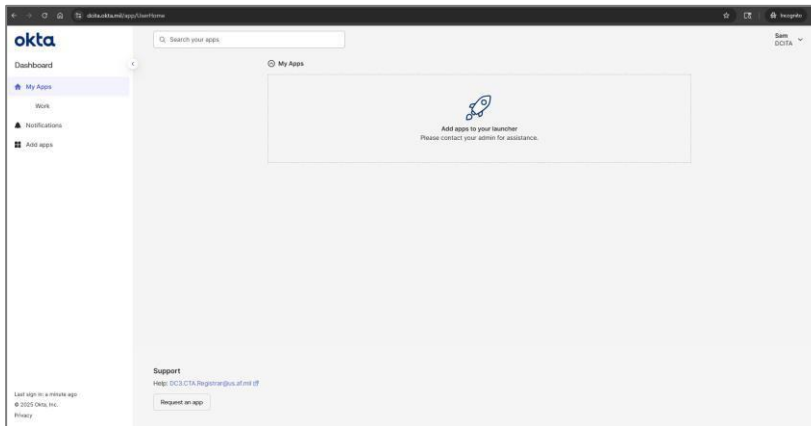 dcita.okta.mil/app/UserHome
Incognito
okta
Search your apps
Sam
DCITA
Dashboard
My Apps
Work
Notifications
Add apps
My Apps
Add apps to your launcher
Please contact your admin for assistance.
Support
Help: DC3.CTA.Registrar@us.af.mil
Request an app
Last sign in: a minute ago
© 2025 Okta, Inc.
Privacy